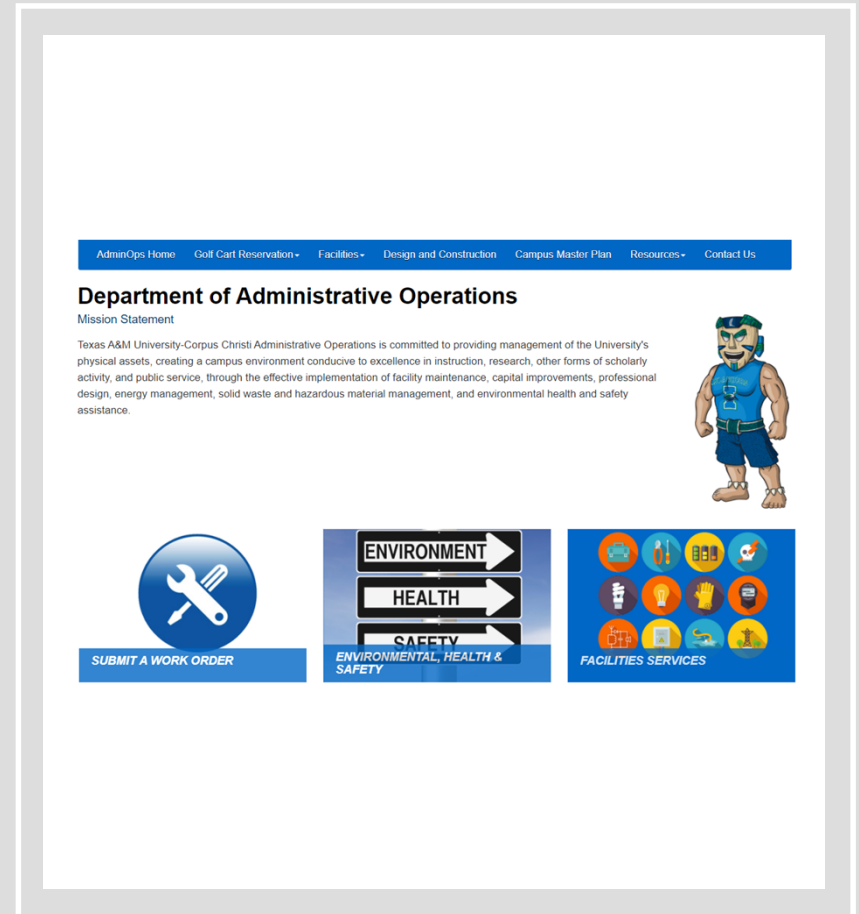 AdminOps Home Golf Cart Reservation Facilities Design and Construction Campus Master Plan Resources Contact Us
Department of Administrative Operations
Mission Statement
Texas A&M University-Corpus Christi Administrative Operations is committed to providing management of the University's
physical assets, creating a campus environment conducive to excellence in instruction, research, other forms of scholarly
activity, and public service, through the effective implementation of facility maintenance, capital improvements, professional
design, energy management, solid waste and hazardous material management, and environmental health and safety
assistance.
ENVIRONMENT
HEALTH
SAFETY
SUBMIT A WORK ORDER
ENVIRONMENTAL, HEALTH &
SAFETY
FACILITIES SERVICES